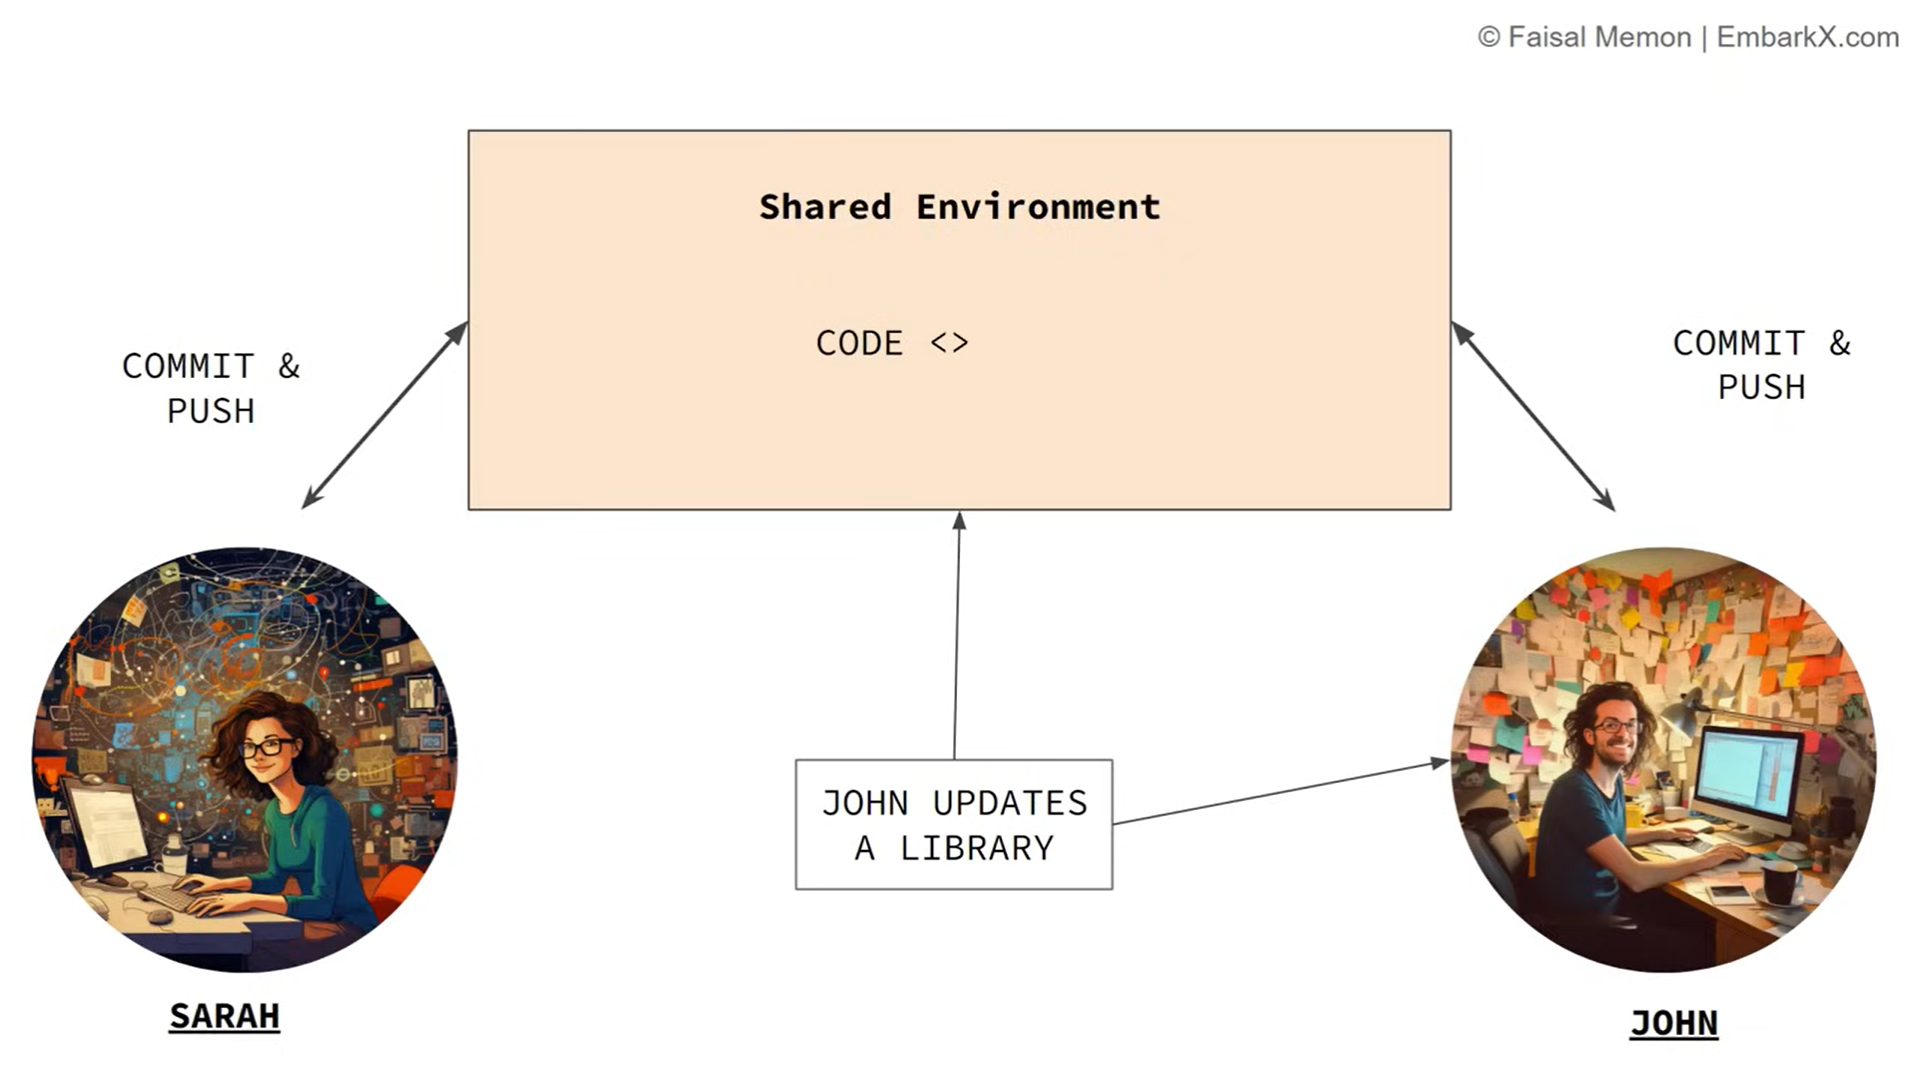 © Faisal Memon | EmbarkX.com
Shared Environment
CODE <>
COMMIT &
PUSH
COMMIT &
PUSH
JOHN UPDATES
A LIBRARY
SARAH
JOHN